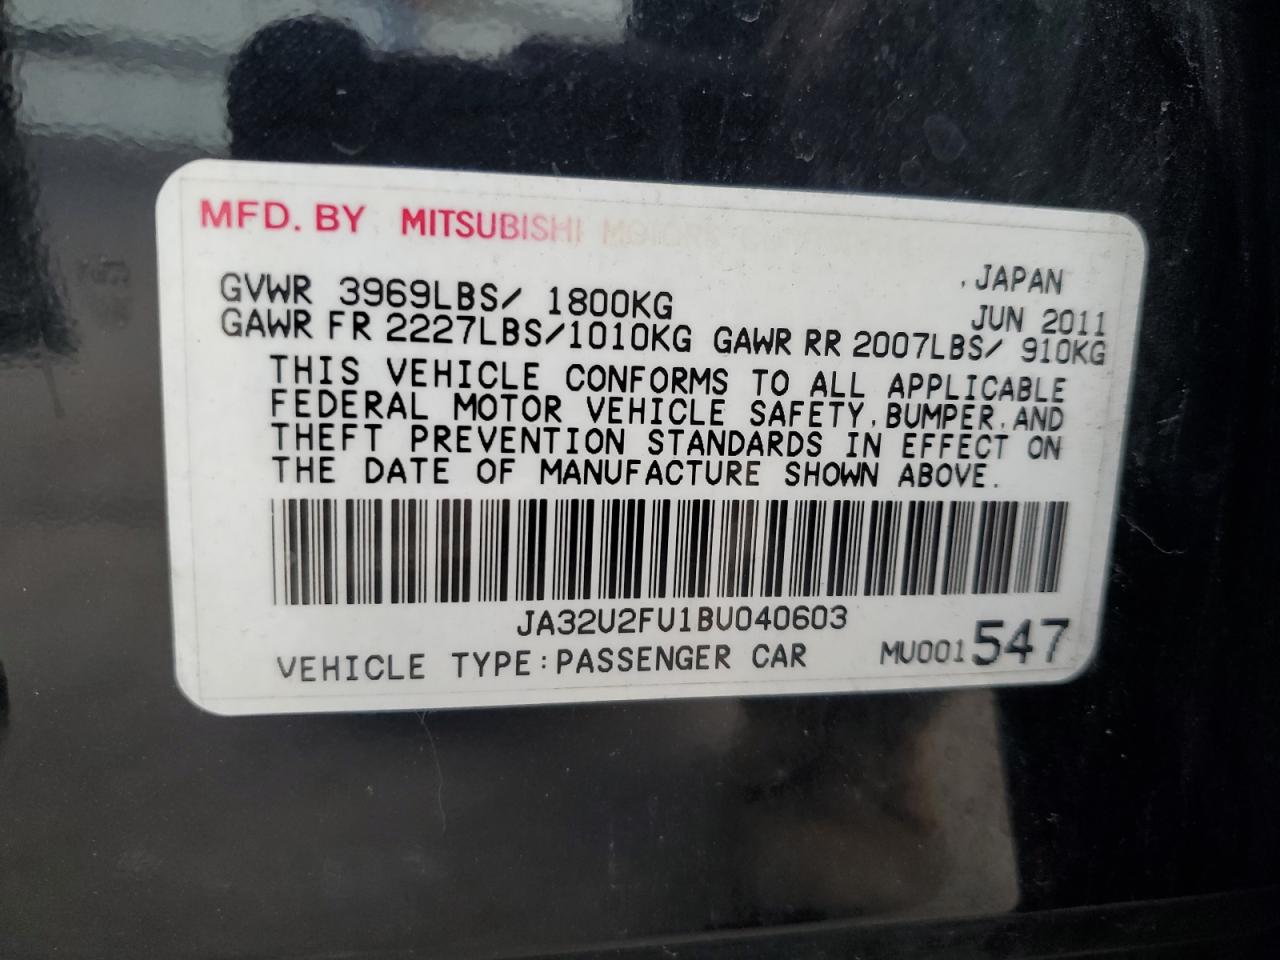 MFD. BY MITSUBISHI MOTORS CORPORATION
, JAPAN
GVWR 3969LBS/ 1800KG JUN 2011
GAWR FR 2227LBS/1010KG GAWR RR 2007LBS/ 910KG
THIS VEHICLE CONFORMS TO ALL APPLICABLE
FEDERAL MOTOR VEHICLE SAFETY, BUMPER, AND
THEFT PREVENTION STANDARDS IN EFFECT ON
THE DATE OF MANUFACTURE SHOWN ABOVE.
JA32U2FU1BU040603
VEHICLE TYPE:PASSENGER CAR MU001547